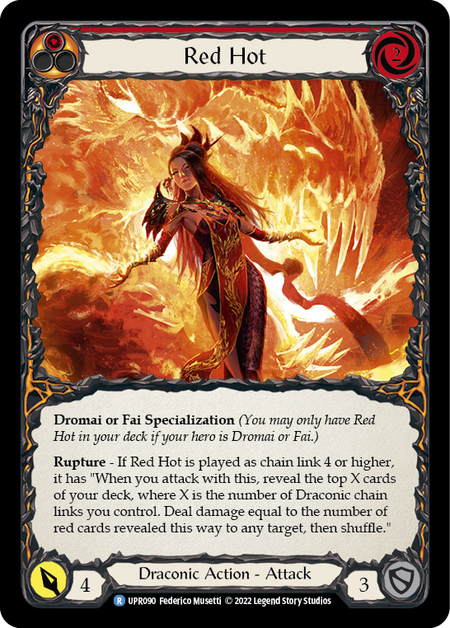 2
Red Hot
Dromai or Fai Specialization (You may only have Red
Hot in your deck if your hero is Dromai or Fai.)
Rupture - If Red Hot is played as chain link 4 or higher,
it has "When you attack with this, reveal the top X cards
of your deck, where X is the number of Draconic chain
links you control. Deal damage equal to the number of
red cards revealed this way to any target, then shuffle."
4
Draconic Action - Attack
3
R UPR090 Federico Musetti © 2022 Legend Story Studios